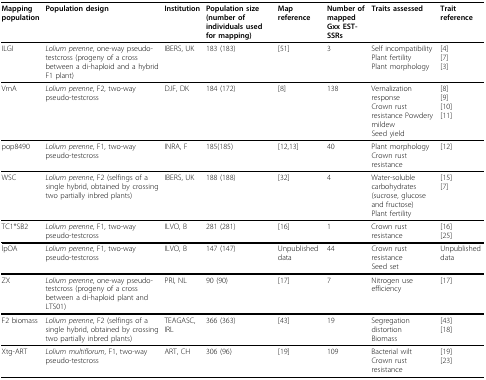 Mapping population | Population design | Institution | Population size (number of individuals used for mapping) | Map reference | Number of mapped Gxx EST-SSRs | Traits assessed | Trait reference
ILGI | Lolium perenne, one-way pseudo-testcross (progeny of a cross between a di-haploid and a hybrid F1 plant) | IBERS, UK | 183 (183) | [51] | 3 | Self incompatibility Plant fertility Plant morphology | [4] [7] [3]
VrnA | Lolium perenne, F2, two-way pseudo-testcross | DJF, DK | 184 (172) | [8] | 138 | Vernalization response Crown rust resistance Powdery mildew Seed yield | [8] [9] [10] [11]
pop8490 | Lolium perenne, F1, two-way pseudo-testcross | INRA, F | 185(185) | [12,13] | 40 | Plant morphology Crown rust resistance | [12]
WSC | Lolium perenne, F2 (selfings of a single hybrid, obtained by crossing two partially inbred plants) | IBERS, UK | 188 (188) | [32] | 4 | Water-soluble carbohydrates (sucrose, glucose and fructose) Plant fertility | [15] [7]
TC1*SB2 | Lolium perenne, F1, two-way pseudo-testcross | ILVO, B | 281 (281) | [16] | 1 | Crown rust resistance | [16] [25]
lpOA | Lolium perenne, F1, two-way pseudo-testcross | ILVO, B | 147 (147) | Unpublished data | 44 | Crown rust resistance Seed set | Unpublished data
ZX | Lolium perenne, one-way pseudo-testcross (progeny of a cross between a di-haploid plant and LTS01) | PRI, NL | 90 (90) | [17] | 7 | Nitrogen use efficiency | [17]
F2 biomass | Lolium perenne, F2 (selfings of a single hybrid, obtained by crossing two partially inbred plants) | TEAGASC, IRL | 366 (363) | [43] | 19 | Segregation distortion Biomass | [43] [18]
Xtg-ART | Lolium multiflorum, F1, two-way pseudo-testcross | ART, CH | 306 (96) | [19] | 109 | Bacterial wilt Crown rust resistance | [19] [23]